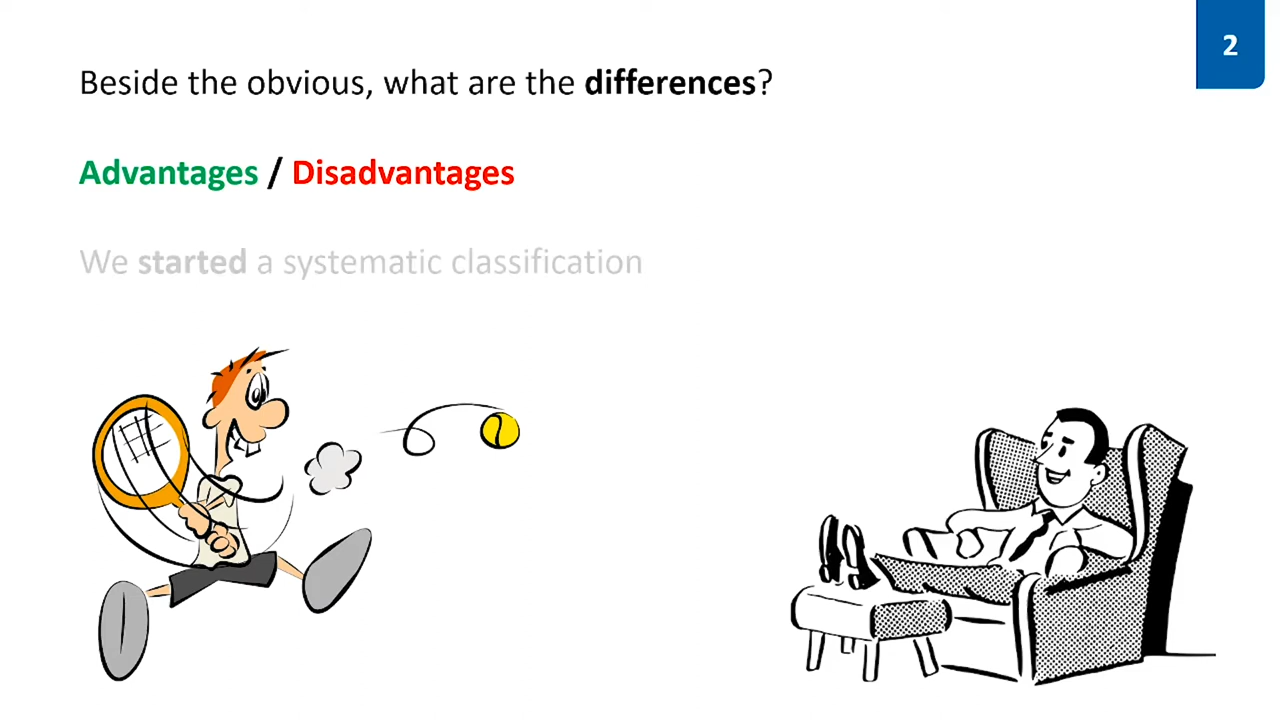 2
Beside the obvious, what are the differences?
Advantages / Disadvantages
We started a systematic classification